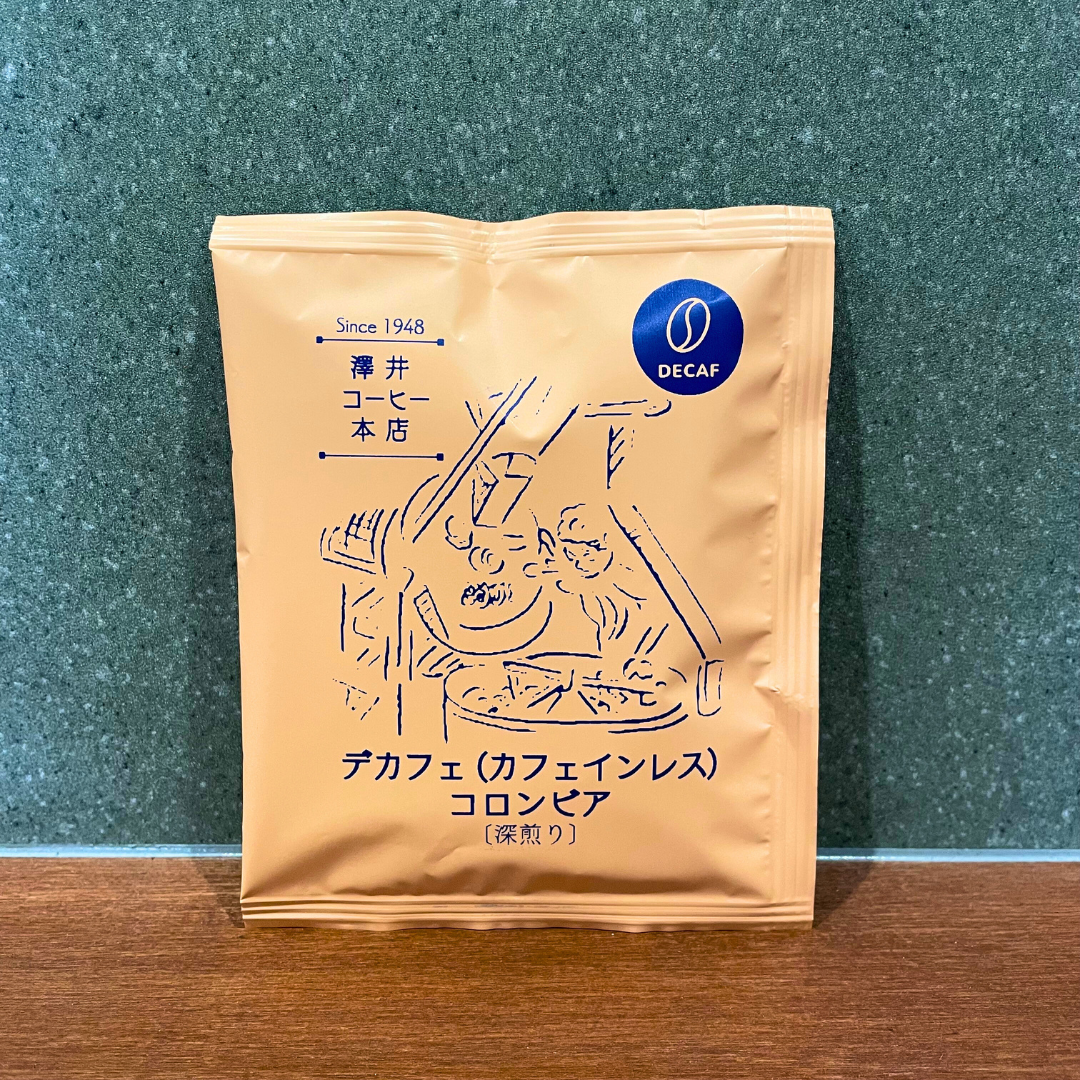 Since 1948
澤井
コーヒー
本店
DECAF
デカフェ(カフェインレス)
コロンビア
〔深煎り〕